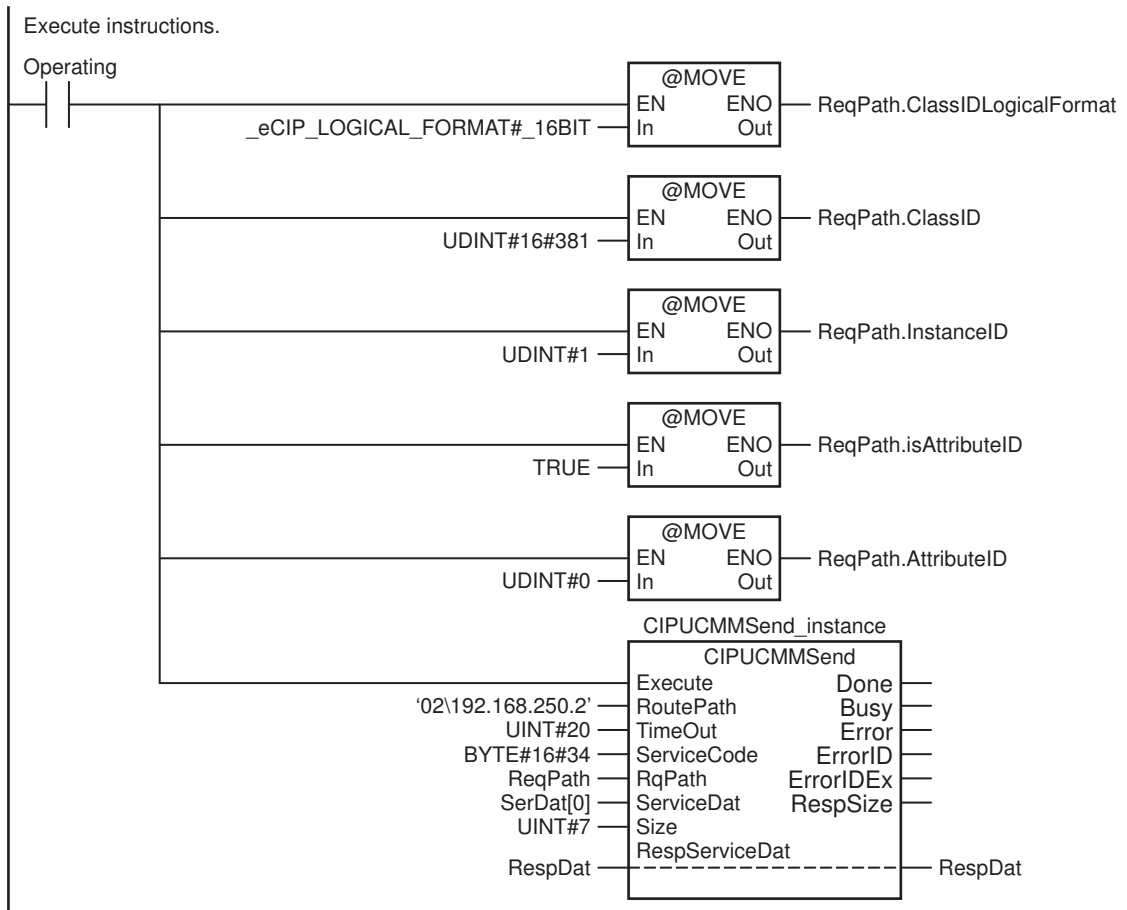 Execute instructions.
Operating
@MOVE
EN ENO ReqPath.ClassIDLogicalFormat
_eCIP_LOGICAL_FORMAT#_16BIT In Out
@MOVE
EN ENO ReqPath.ClassID
UDINT#16#381 In Out
@MOVE
EN ENO ReqPath.InstanceID
UDINT#1 In Out
@MOVE
EN ENO ReqPath.isAttributeID
TRUE In Out
@MOVE
EN ENO ReqPath.AttributeID
UDINT#0 In Out
CIPUCMMSend_instance
CIPUCMMSend
Execute Done
‘02\192.168.250.2’ RoutePath Busy
UINT#20 TimeOut Error
BYTE#16#34 ServiceCode ErrorID
ReqPath RqPath ErrorIDEx
SerDat[0] ServiceDat RespSize
UINT#7 Size
RespServiceDat
RespDat RespDat